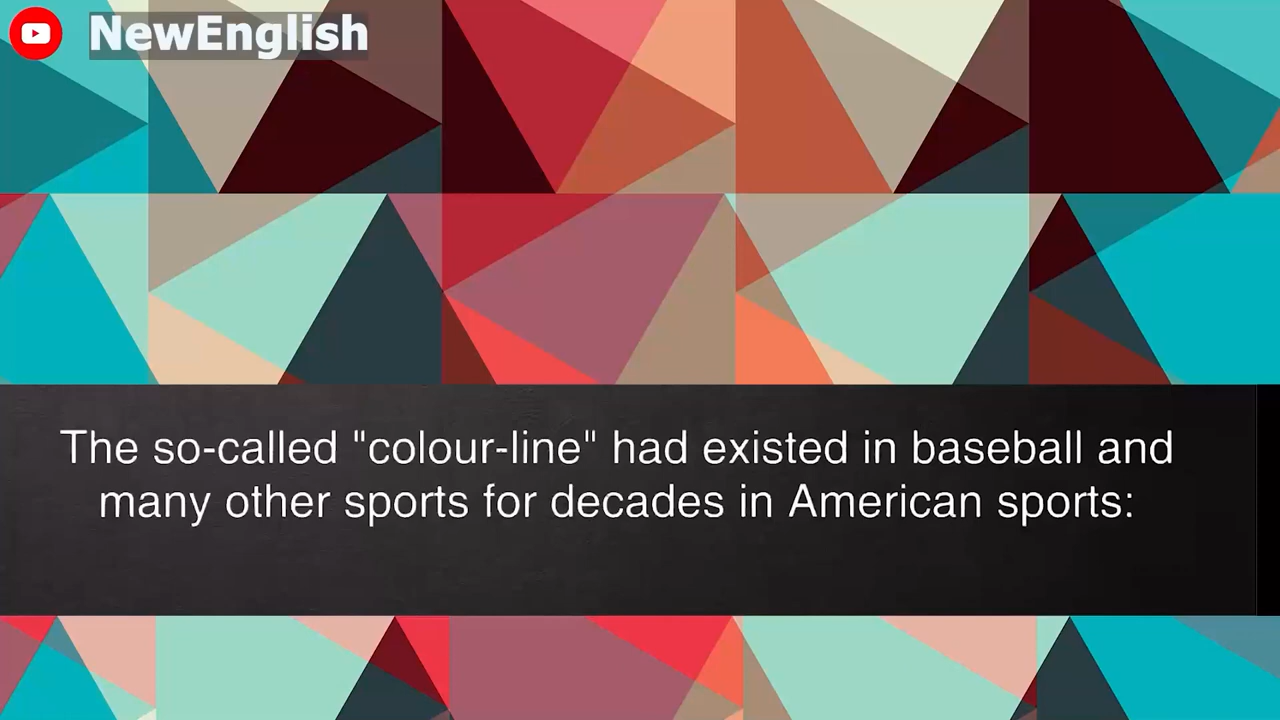 NewEnglish
The so-called "colour-line" had existed in baseball and
many other sports for decades in American sports: